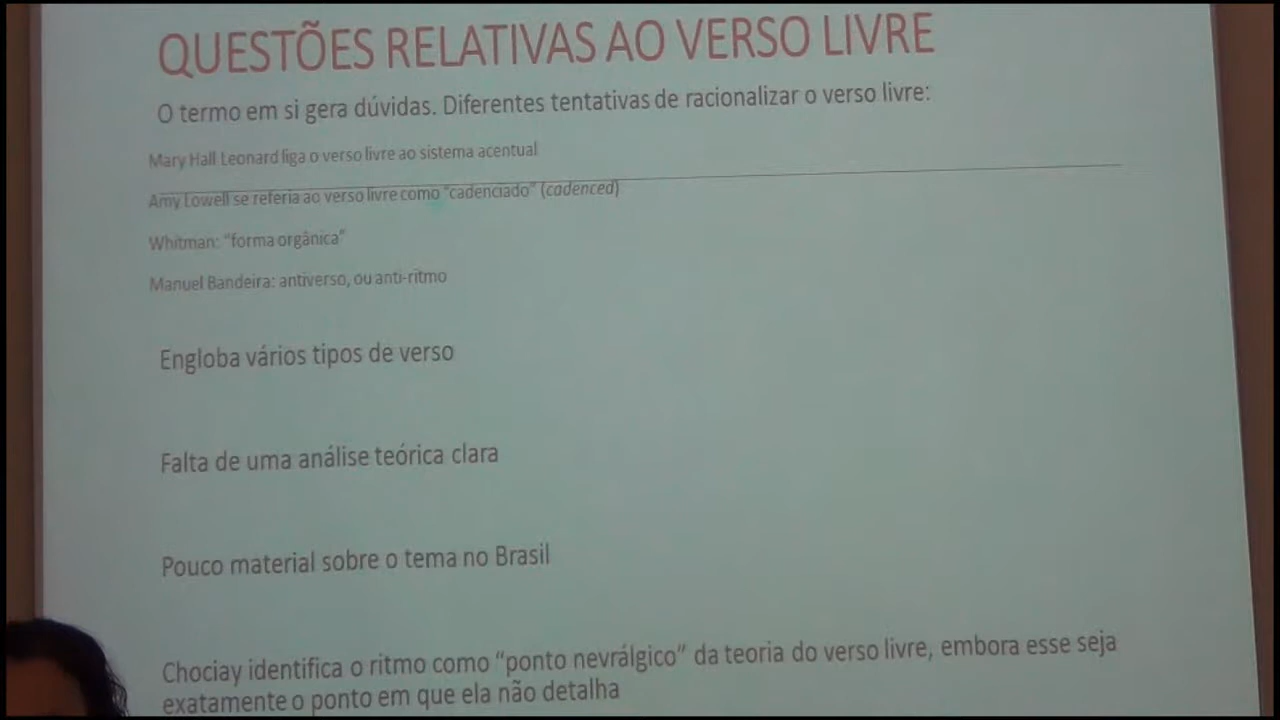 QUESTÕES RELATIVAS AO VERSO LIVRE
O termo em si gera dúvidas. Diferentes tentativas de racionalizar o verso livre:
Mary Hall Leonard liga o verso livre ao sistema acentual
Amy Lowell se referia ao verso livre como "cadenciado" (cadenced)
Whitman: "forma orgânica"
Manuel Bandeira: antiverso, ou anti-ritmo
Engloba vários tipos de verso
Falta de uma análise teórica clara
Pouco material sobre o tema no Brasil
Chociay identifica o ritmo como "ponto nevrálgico" da teoria do verso livre, embora esse seja
exatamente o ponto em que ela não detalha